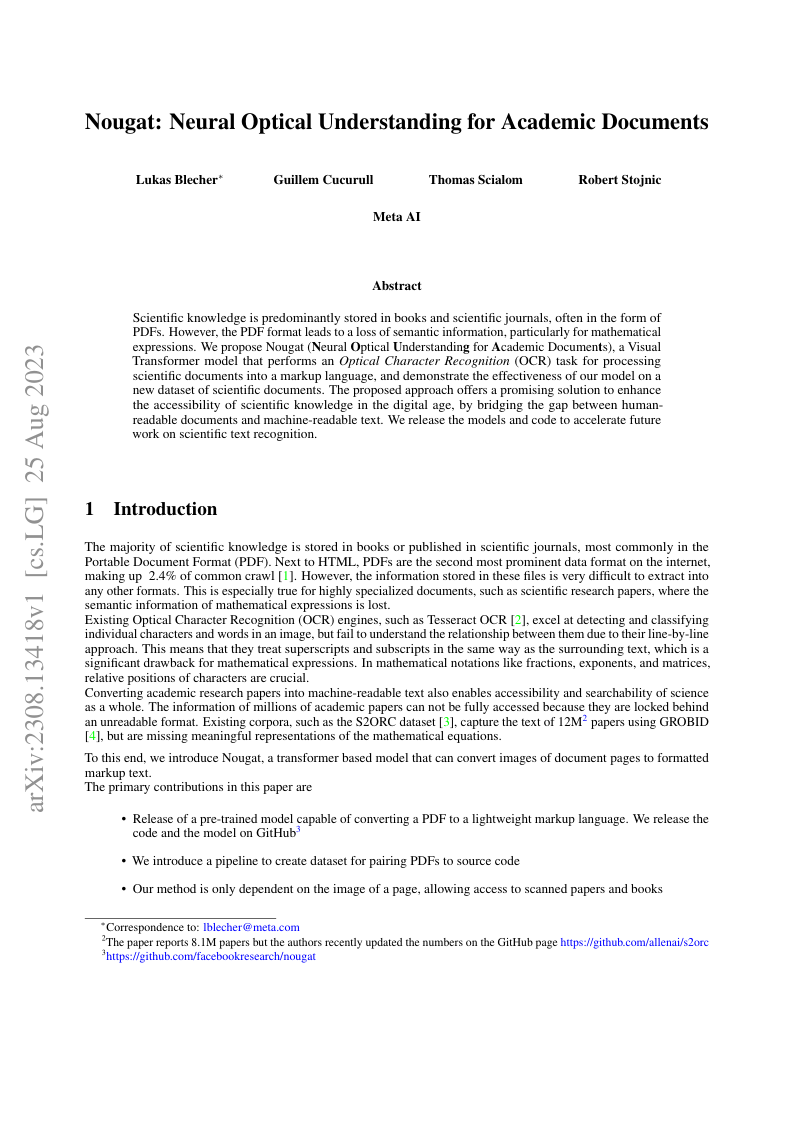 Nougat: Neural Optical Understanding for Academic Documents
Lukas Blecher* Guillem Cucurull Thomas Scialom Robert Stojnic
Meta AI
Abstract
Scientific knowledge is predominantly stored in books and scientific journals, often in the form of
PDFs. However, the PDF format leads to a loss of semantic information, particularly for mathematical
expressions. We propose Nougat (Neural Optical Understanding for Academic Documents), a Visual
Transformer model that performs an Optical Character Recognition (OCR) task for processing
scientific documents into a markup language, and demonstrate the effectiveness of our model on a
new dataset of scientific documents. The proposed approach offers a promising solution to enhance
the accessibility of scientific knowledge in the digital age, by bridging the gap between human-
readable documents and machine-readable text. We release the models and code to accelerate future
work on scientific text recognition.
1 Introduction
The majority of scientific knowledge is stored in books or published in scientific journals, most commonly in the
Portable Document Format (PDF). Next to HTML, PDFs are the second most prominent data format on the internet,
making up 2.4% of common crawl [1]. However, the information stored in these files is very difficult to extract into
any other formats. This is especially true for highly specialized documents, such as scientific research papers, where the
semantic information of mathematical expressions is lost.
Existing Optical Character Recognition (OCR) engines, such as Tesseract OCR [2], excel at detecting and classifying
individual characters and words in an image, but fail to understand the relationship between them due to their line-by-line
approach. This means that they treat superscripts and subscripts in the same way as the surrounding text, which is a
significant drawback for mathematical expressions. In mathematical notations like fractions, exponents, and matrices,
relative positions of characters are crucial.
Converting academic research papers into machine-readable text also enables accessibility and searchability of science
as a whole. The information of millions of academic papers can not be fully accessed because they are locked behind
an unreadable format. Existing corpora, such as the S2ORC dataset [3], capture the text of 12M² papers using GROBID
[4], but are missing meaningful representations of the mathematical equations.
To this end, we introduce Nougat, a transformer based model that can convert images of document pages to formatted
markup text.
The primary contributions in this paper are
• Release of a pre-trained model capable of converting a PDF to a lightweight markup language. We release the
code and the model on GitHub³
• We introduce a pipeline to create dataset for pairing PDFs to source code
• Our method is only dependent on the image of a page, allowing access to scanned papers and books
*Correspondence to: lblecher@meta.com
²The paper reports 8.1M papers but the authors recently updated the numbers on the GitHub page https://github.com/allenai/s2orc
³https://github.com/facebookresearch/nougat
arXiv:2308.13418v1 [cs.LG] 25 Aug 2023